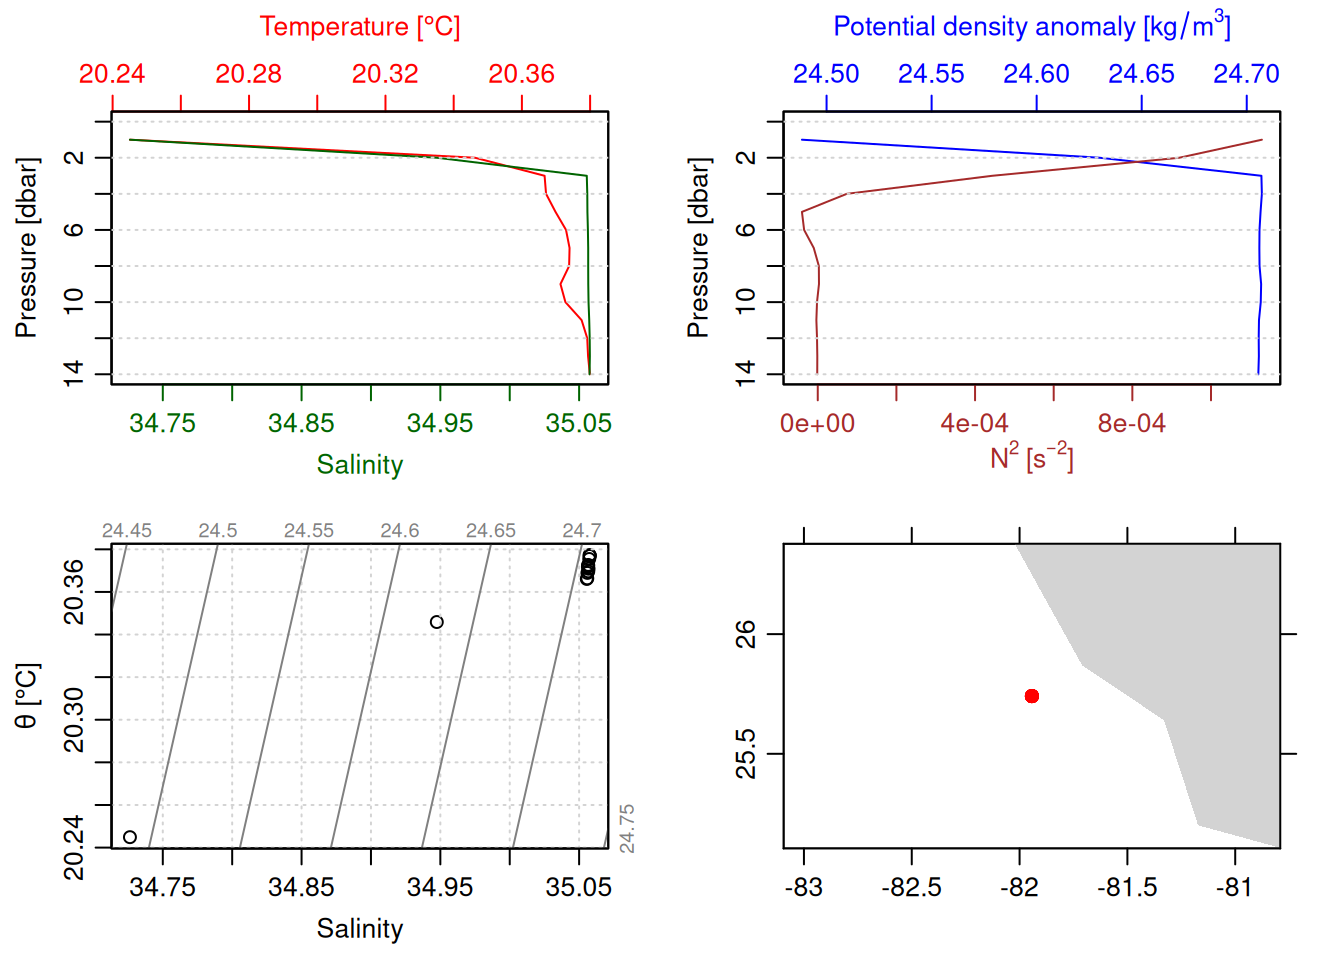 Temperature [°C]
20.24 20.28 20.32 20.36
Pressure [dbar]
2
6
10
14
34.75 34.85 34.95 35.05
Salinity
Potential density anomaly [kg/m³]
24.50 24.55 24.60 24.65 24.70
Pressure [dbar]
2
6
10
14
0e+00 4e-04 8e-04
N² [s⁻²]
24.45 24.5 24.55 24.6 24.65 24.7
θ [°C]
20.36
20.30
20.24
24.75
34.75 34.85 34.95 35.05
Salinity
26
25.5
-83 -82.5 -82 -81.5 -81